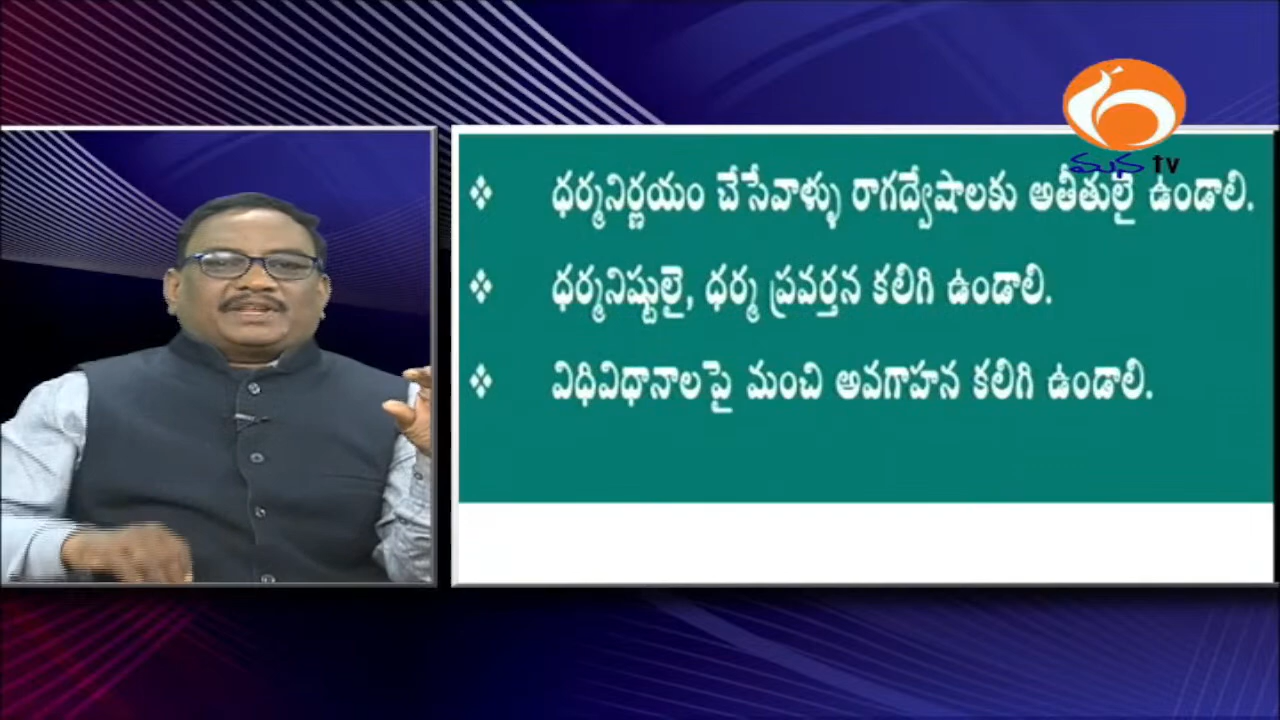 మన tv
ధర్మనిర్ణయం చేసేవాళ్ళు రాగద్వేషాలకు అతీతులై ఉండాలి.
ధర్మనిష్టులై, ధర్మ ప్రవర్తన కలిగి ఉండాలి.
విధివిధానాలపై మంచి అవగాహన కలిగి ఉండాలి.